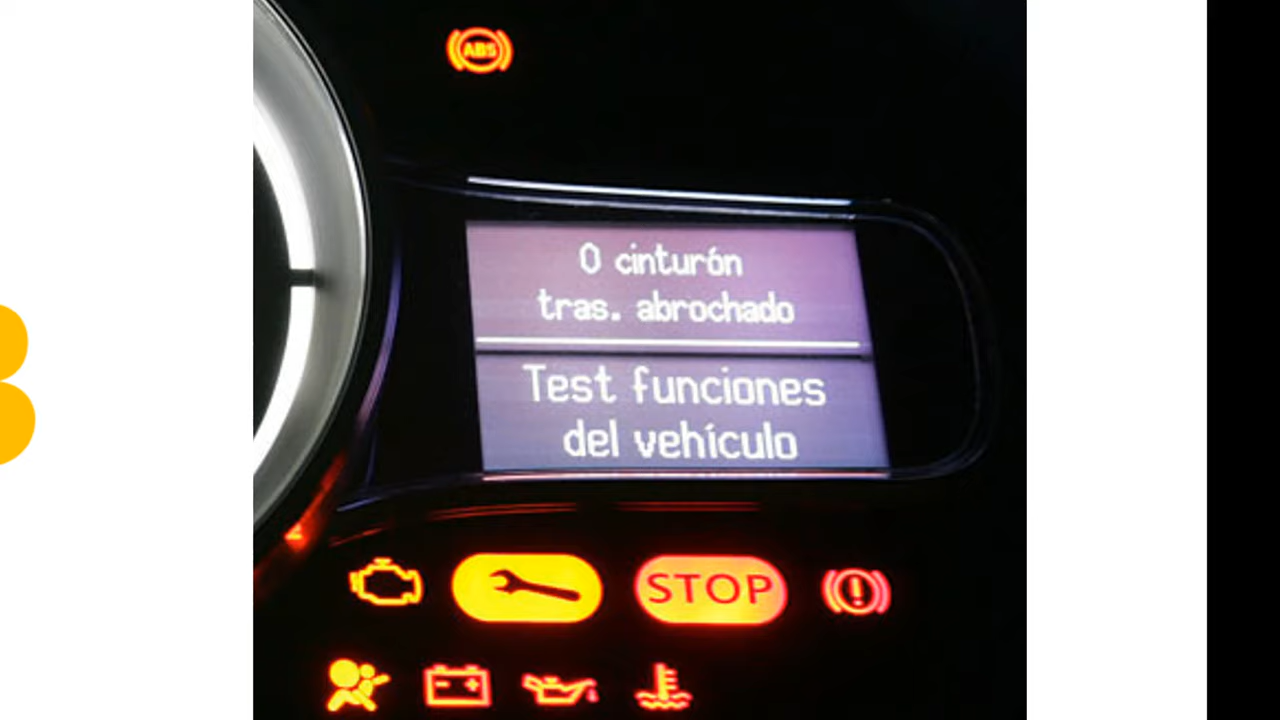 ABS
0 cinturón
tras. abrochado
Test funciones
del vehículo
STOP